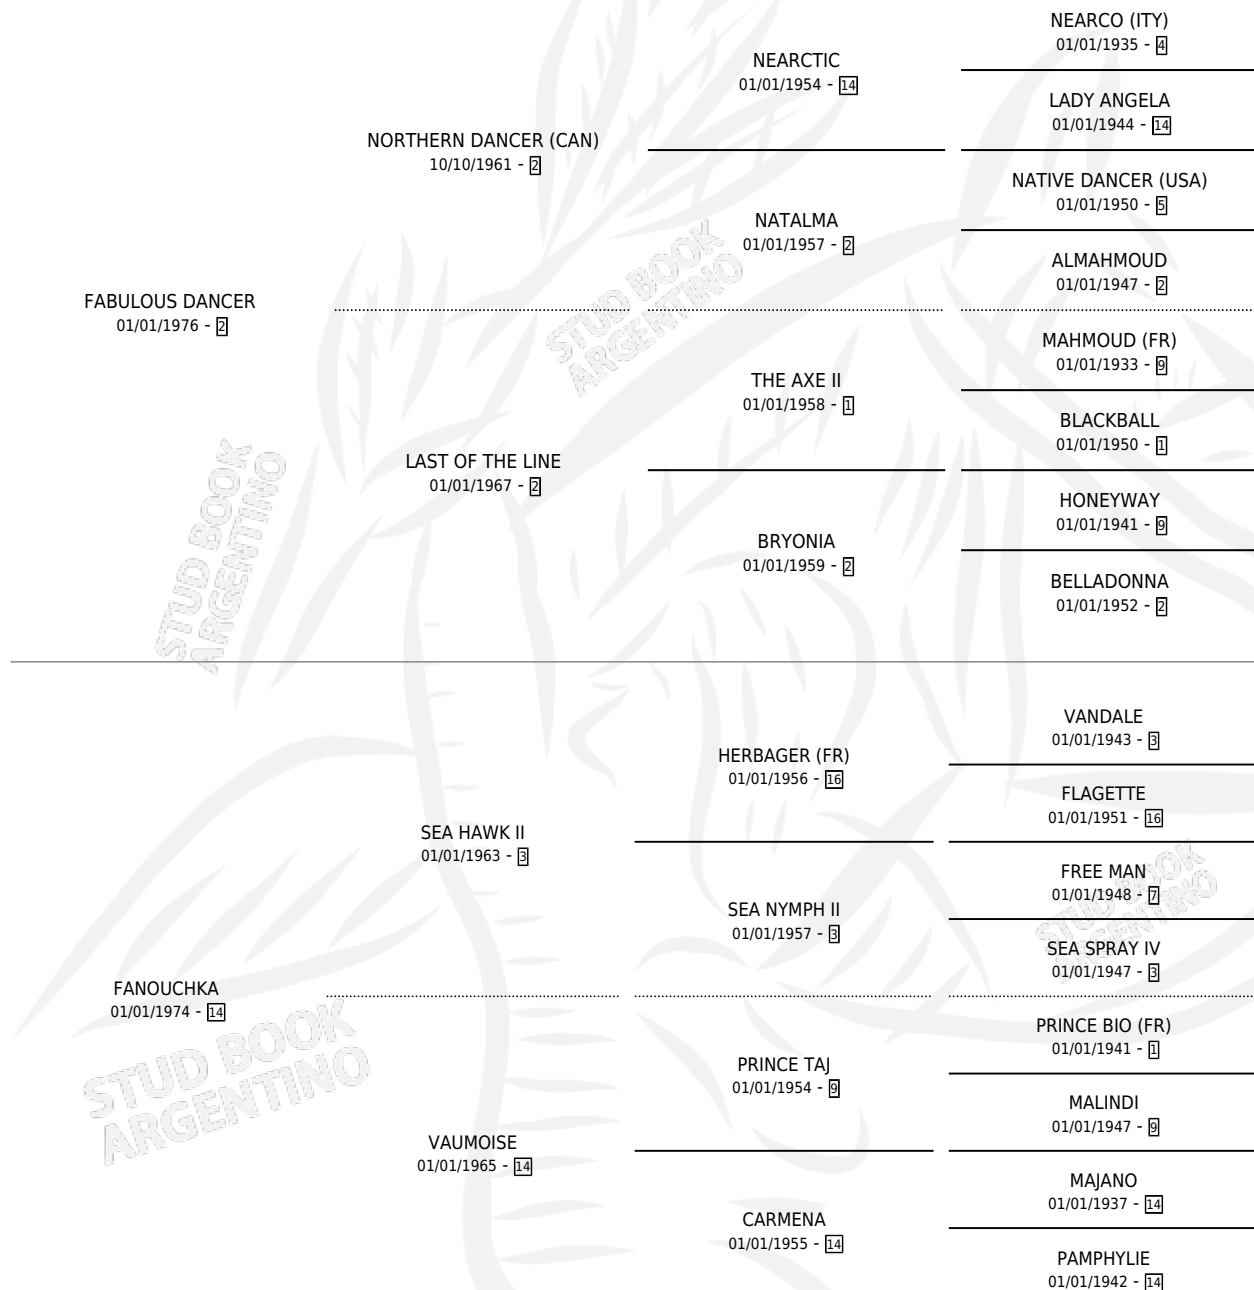 NEARCO (ITY)
01/01/1935 - 4
NEARCTIC
01/01/1954 - 14
LADY ANGELA
01/01/1944 - 14
NORTHERN DANCER (CAN)
10/10/1961 - 2
NATIVE DANCER (USA)
01/01/1950 - 5
NATALMA
01/01/1957 - 2
ALMAHMOUD
01/01/1947 - 2
FABULOUS DANCER
01/01/1976 - 2
STUD BOOK
ARGENTINO
MAHMOUD (FR)
01/01/1933 - 9
THE AXE II
01/01/1958 - 1
BLACKBALL
01/01/1950 - 1
LAST OF THE LINE
01/01/1967 - 2
HONEYWAY
01/01/1941 - 9
BRYONIA
01/01/1959 - 2
BELLADONNA
01/01/1952 - 2
STUD BOOK
ARGENTINO
VANDALE
01/01/1943 - 3
HERBAGER (FR)
01/01/1956 - 16
FLAGETTE
01/01/1951 - 16
SEA HAWK II
01/01/1963 - 3
FREE MAN
01/01/1948 - 7
SEA NYMPH II
01/01/1957 - 3
SEA SPRAY IV
01/01/1947 - 3
STUD BOOK
ARGENTINO
FANOUCHKA
01/01/1974 - 14
PRINCE BIO (FR)
01/01/1941 - 1
PRINCE TAJ
01/01/1954 - 9
MALINDI
01/01/1947 - 9
STUD BOOK
ARGENTINO
VAUMOISE
01/01/1965 - 14
MAJANO
01/01/1937 - 14
CARMENA
01/01/1955 - 14
PAMPHYLIE
01/01/1942 - 14